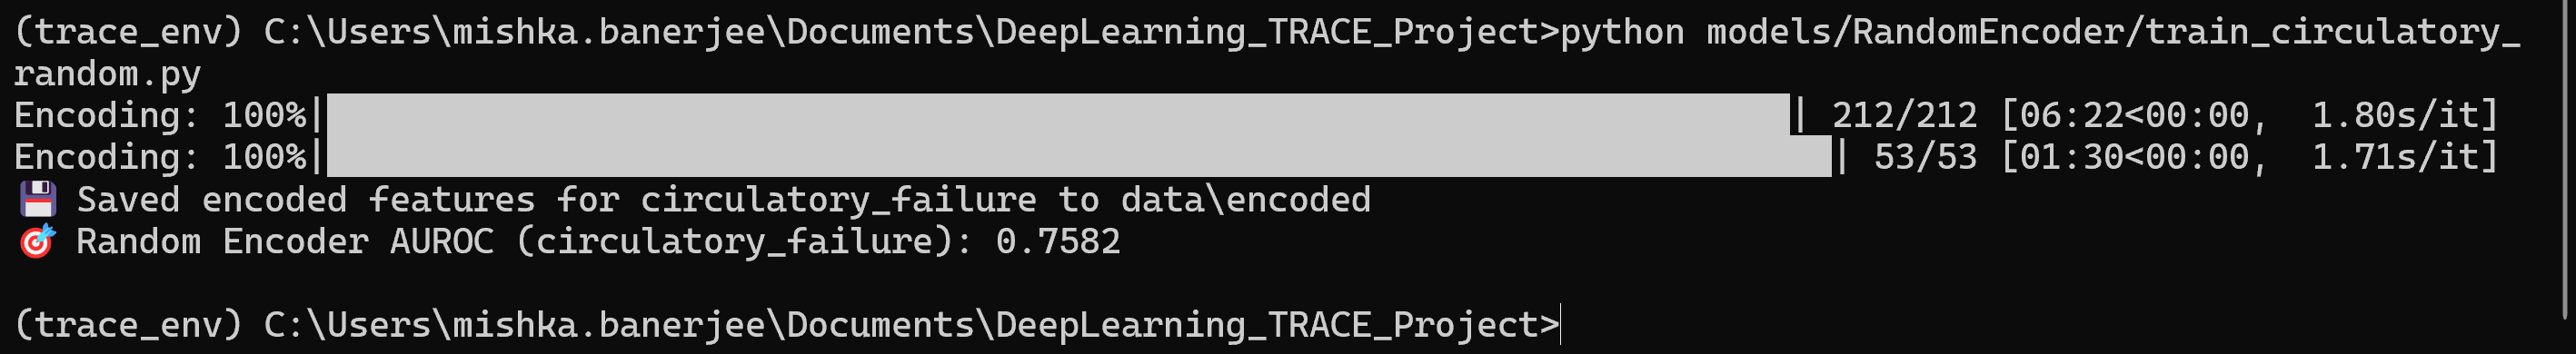 (trace_env) C:\Users\mishka.banerjee\Documents\DeepLearning_TRACE_Project>python models/RandomEncoder/train_circulatory_
random.py
Encoding: 100%|██████████| 212/212 [06:22<00:00,  1.80s/it]
Encoding: 100%|██████████| 53/53 [01:30<00:00,  1.71s/it]
💾 Saved encoded features for circulatory_failure to data\encoded
🎯 Random Encoder AUROC (circulatory_failure): 0.7582
(trace_env) C:\Users\mishka.banerjee\Documents\DeepLearning_TRACE_Project>